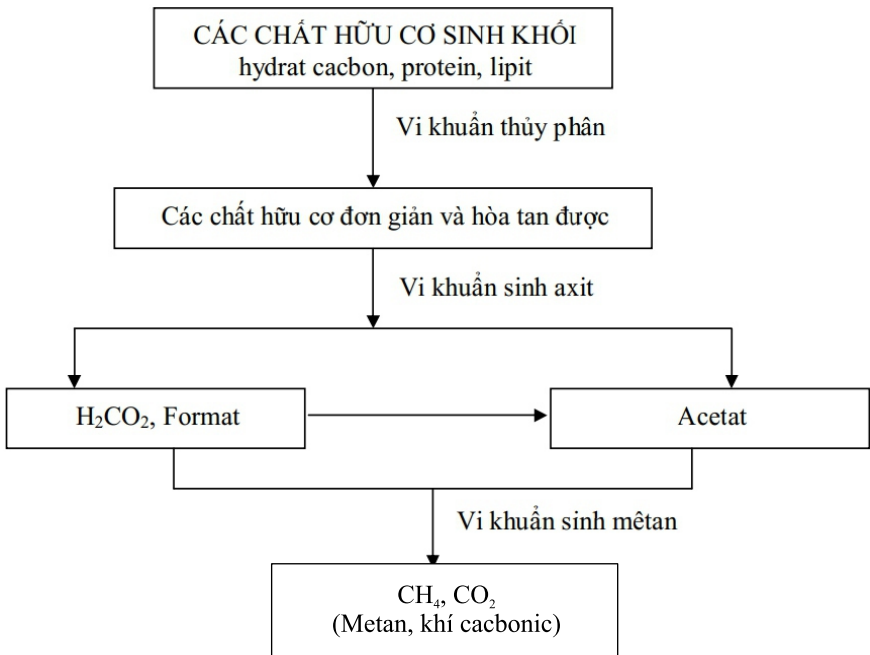 CÁC CHẤT HỮU CƠ SINH KHỐI
hydrat cacbon, protein, lipit
Vi khuẩn thủy phân
Các chất hữu cơ đơn giản và hòa tan được
Vi khuẩn sinh axit
H₂CO₂, Format
Acetat
Vi khuẩn sinh mêtan
CH₄, CO₂
(Metan, khí cacbonic)